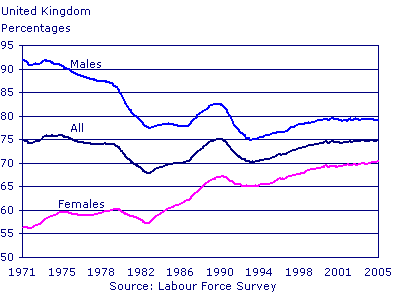 United Kingdom
Percentages
95
90
Males
85
80
75
All
70
65
60
Females
55
50
1971 1975 1978 1982 1986 1990 1994 1998 2001 2005
Source: Labour Force Survey